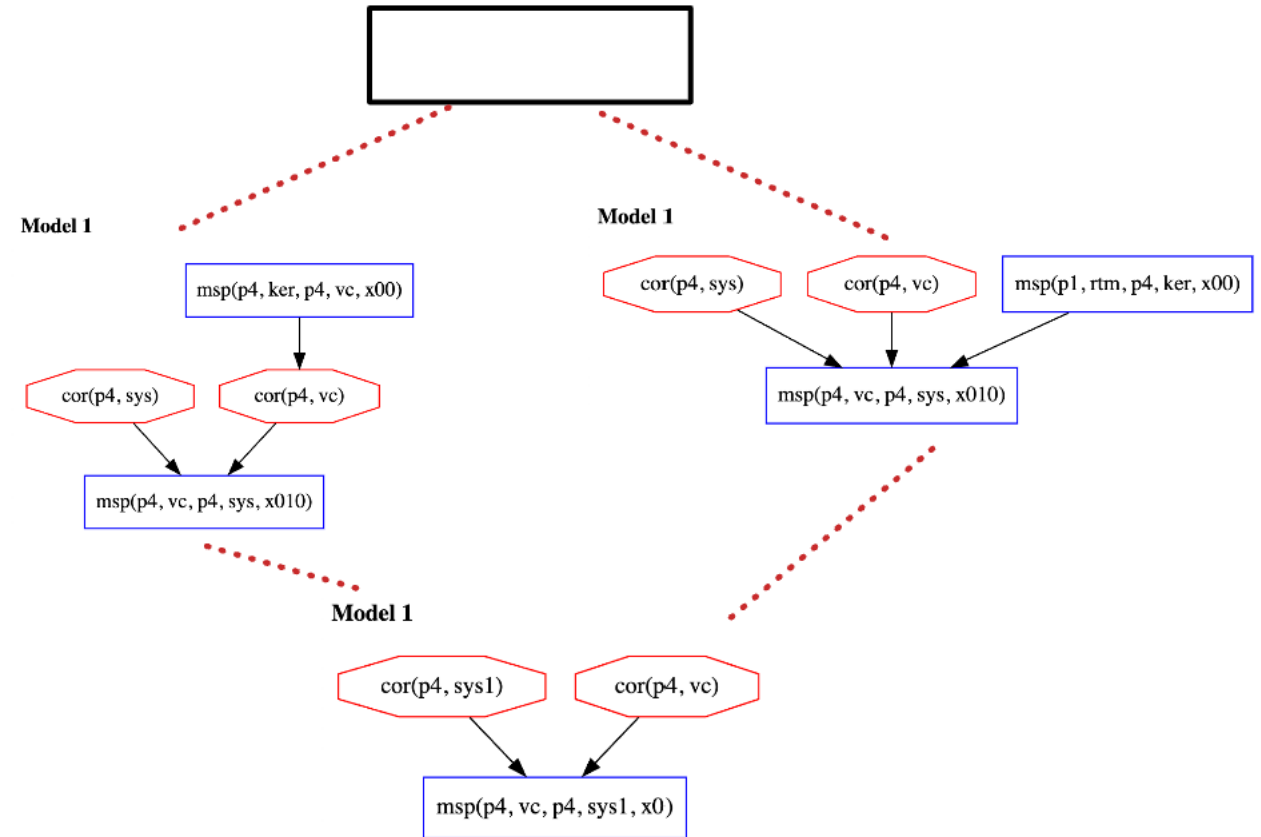 Model 1
msp(p4, ker, p4, vc, x00)
cor(p4, sys)
cor(p4, vc)
msp(p4, vc, p4, sys, x010)
Model 1
cor(p4, sys)
cor(p4, vc)
msp(p1, rtm, p4, ker, x00)
msp(p4, vc, p4, sys, x010)
Model 1
cor(p4, sys1)
cor(p4, vc)
msp(p4, vc, p4, sys1, x0)